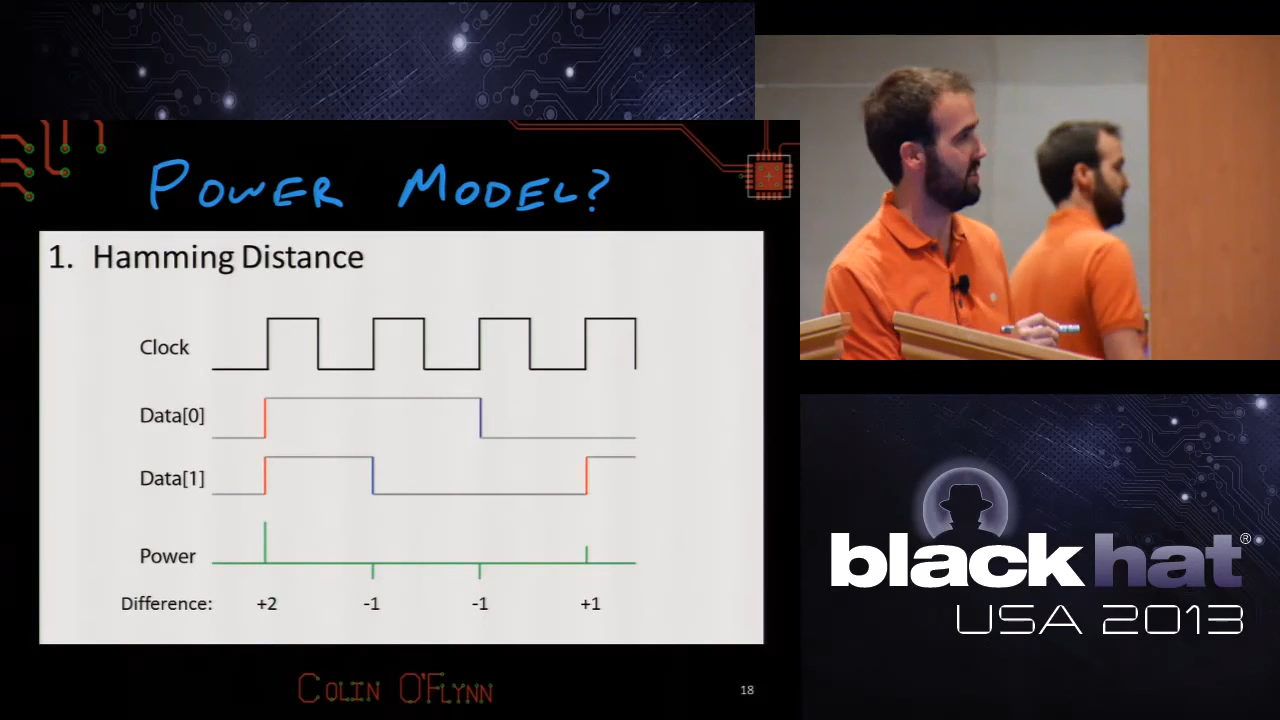 POWER MODEL?
1. Hamming Distance
Clock
Data[0]
Data[1]
Power
Difference: +2 -1 -1 +1
COLIN O'FLYNN
18
black hat®
USA 2013